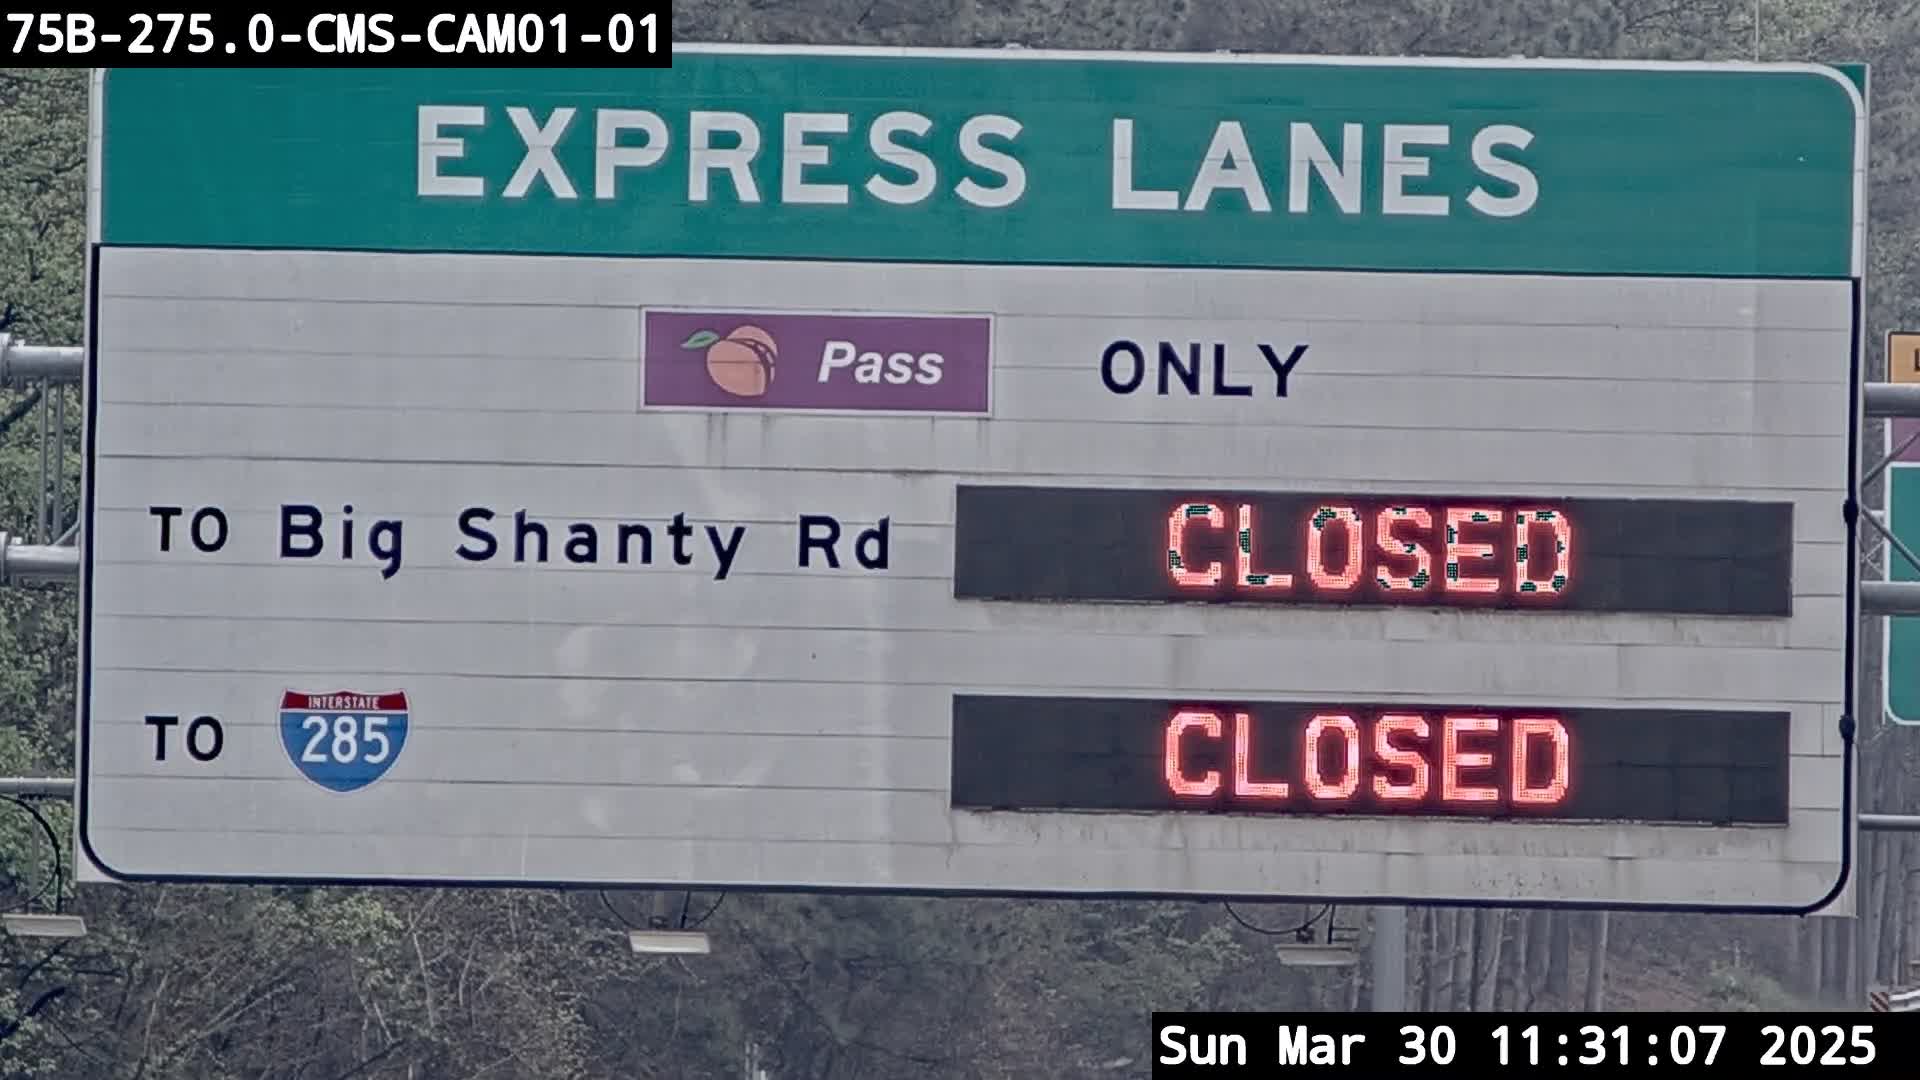 75B-275.0-CMS-CAM01-01
EXPRESS LANES
Pass ONLY
TO Big Shanty Rd CLOSED
TO INTERSTATE 285 CLOSED
Sun Mar 30 11:31:07 2025